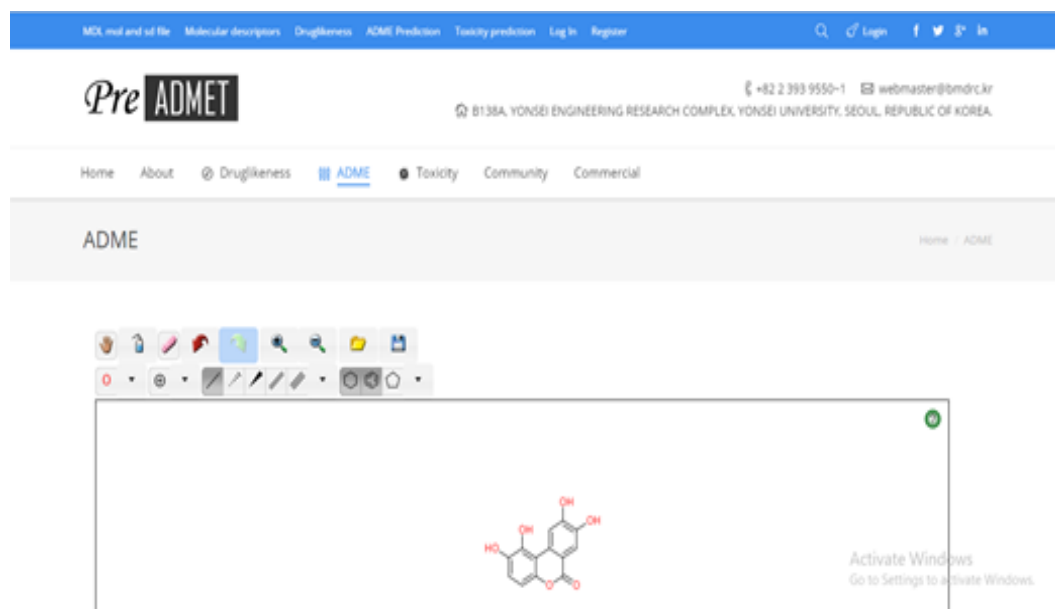 MDL mol and sd file Molecular descriptors Druglikeness ADME Prediction Toxicity prediction Log In Register Login
Pre ADMET
+82 2 393 9550~1 webmaster@bmdrc.kr
B138A, YONSEI ENGINEERING RESEARCH COMPLEX, YONSEI UNIVERSITY, SEOUL, REPUBLIC OF KOREA.
Home About Druglikeness ADME Toxicity Community Commercial
ADME Home / ADME
O
OH
OH OH
HO
O O
Activate Windows
Go to Settings to activate Windows.